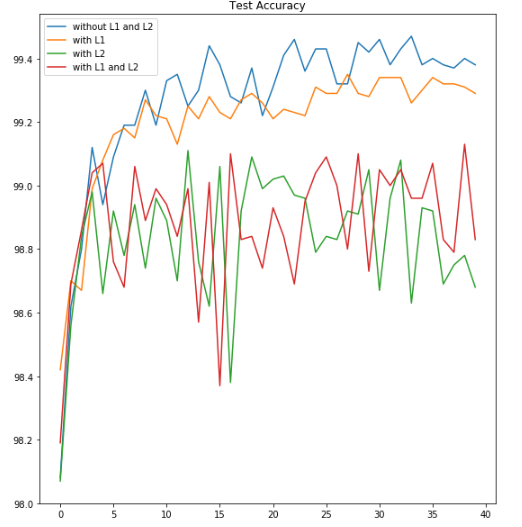 Test Accuracy
without L1 and L2
with L1
with L2
with L1 and L2
99.4
99.2
99.0
98.8
98.6
98.4
98.2
98.0
0 5 10 15 20 25 30 35 40